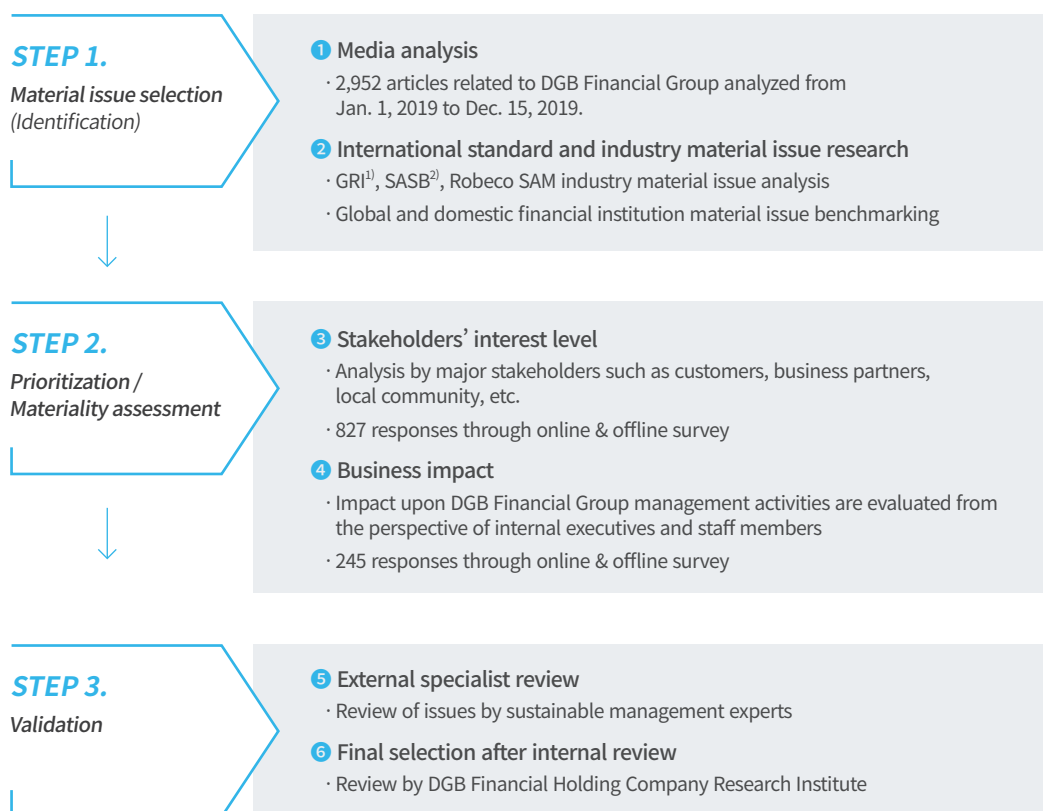 STEP 1.
Material issue selection
(Identification)
❶ Media analysis
· 2,952 articles related to DGB Financial Group analyzed from
Jan. 1, 2019 to Dec. 15, 2019.
❷ International standard and industry material issue research
· GRI¹⁾, SASB²⁾, Robeco SAM industry material issue analysis
· Global and domestic financial institution material issue benchmarking
STEP 2.
Prioritization /
Materiality assessment
❸ Stakeholders’ interest level
· Analysis by major stakeholders such as customers, business partners,
local community, etc.
· 827 responses through online & offline survey
❹ Business impact
· Impact upon DGB Financial Group management activities are evaluated from
the perspective of internal executives and staff members
· 245 responses through online & offline survey
STEP 3.
Validation
❺ External specialist review
· Review of issues by sustainable management experts
❻ Final selection after internal review
· Review by DGB Financial Holding Company Research Institute